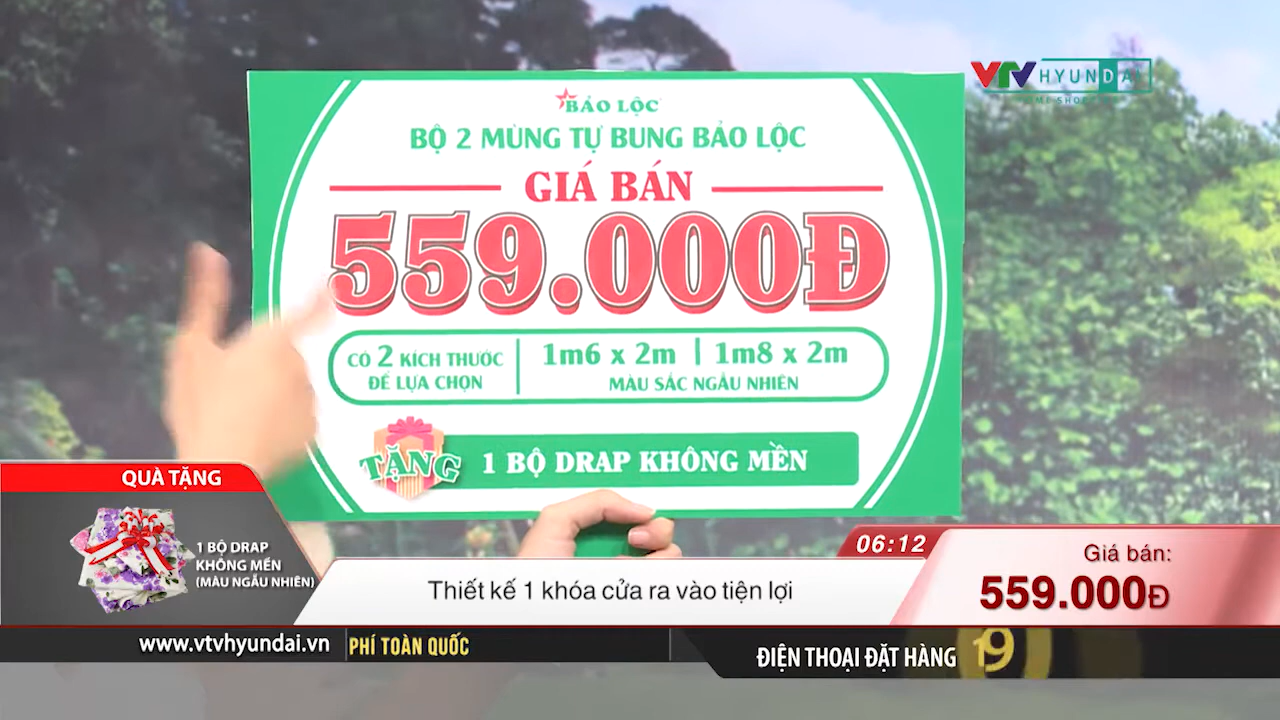 VTV HYUNDAI
BẢO LỘC
BỘ 2 MÙNG TỰ BUNG BẢO LỘC
GIÁ BÁN
559.000Đ
CÓ 2 KÍCH THƯỚC
ĐỂ LỰA CHỌN
1m6 x 2m | 1m8 x 2m
MÀU SẮC NGẪU NHIÊN
TẶNG
1 BỘ DRAP KHÔNG MỀN
QUÀ TẶNG
1 BỘ DRAP
KHÔNG MỀN
(MÀU NGẪU NHIÊN)
06:12
Giá bán:
559.000Đ
Thiết kế 1 khóa cửa ra vào tiện lợi
www.vtvhyundai.vn
PHÍ TOÀN QUỐC
ĐIỆN THOẠI ĐẶT HÀNG
19